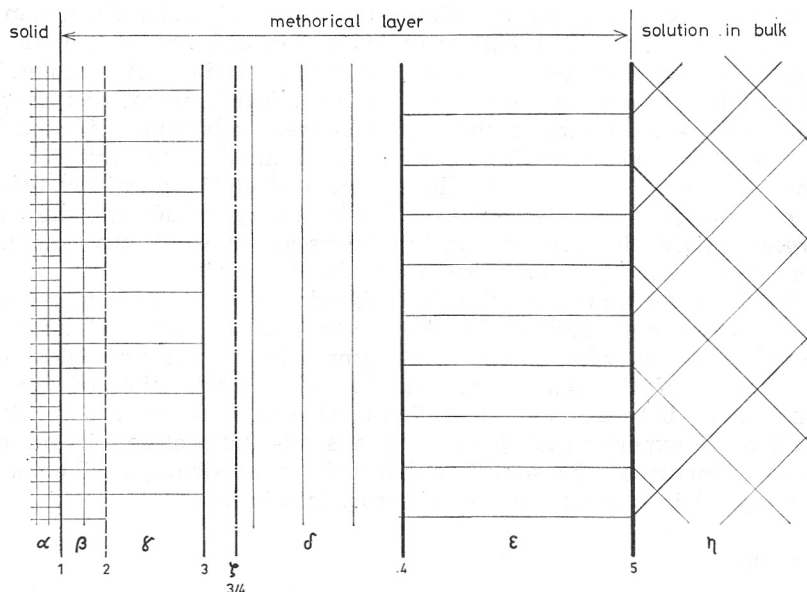 methorical layer
solid
solution in bulk
α β γ ζ δ ε η
1 2 3 3/4 4 5